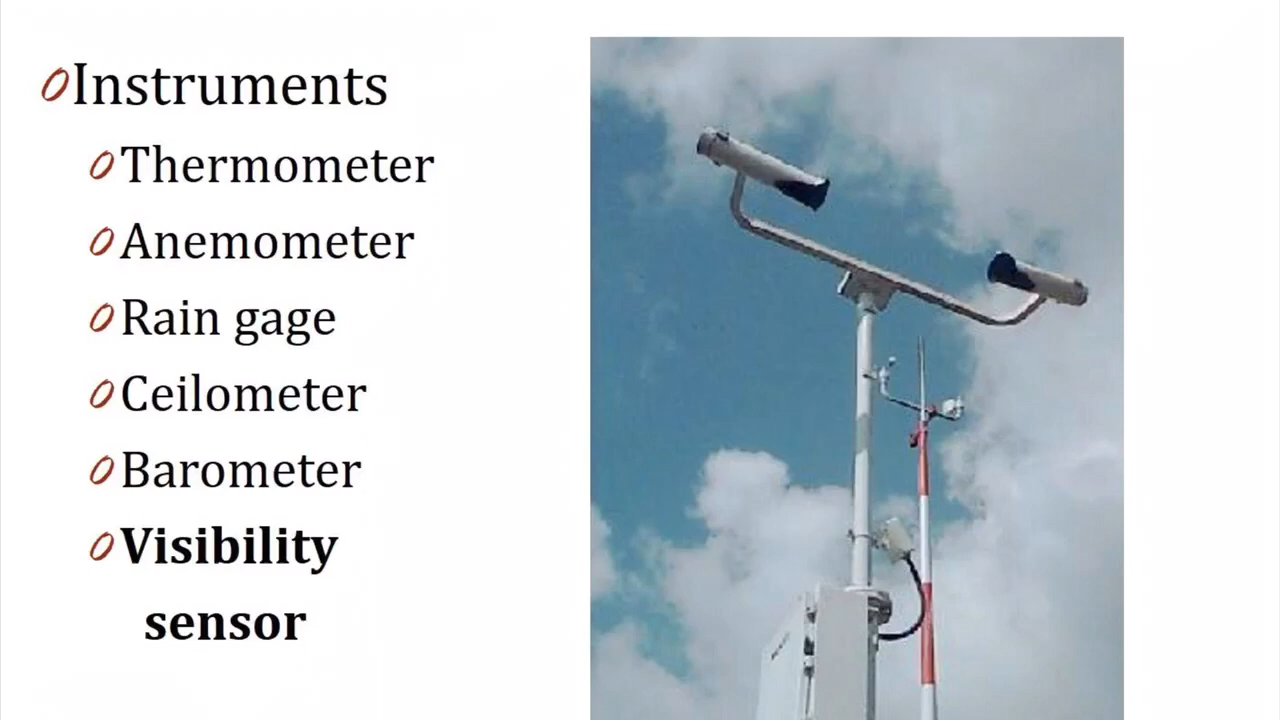 Instruments
Thermometer
Anemometer
Rain gage
Ceilometer
Barometer
Visibility
sensor